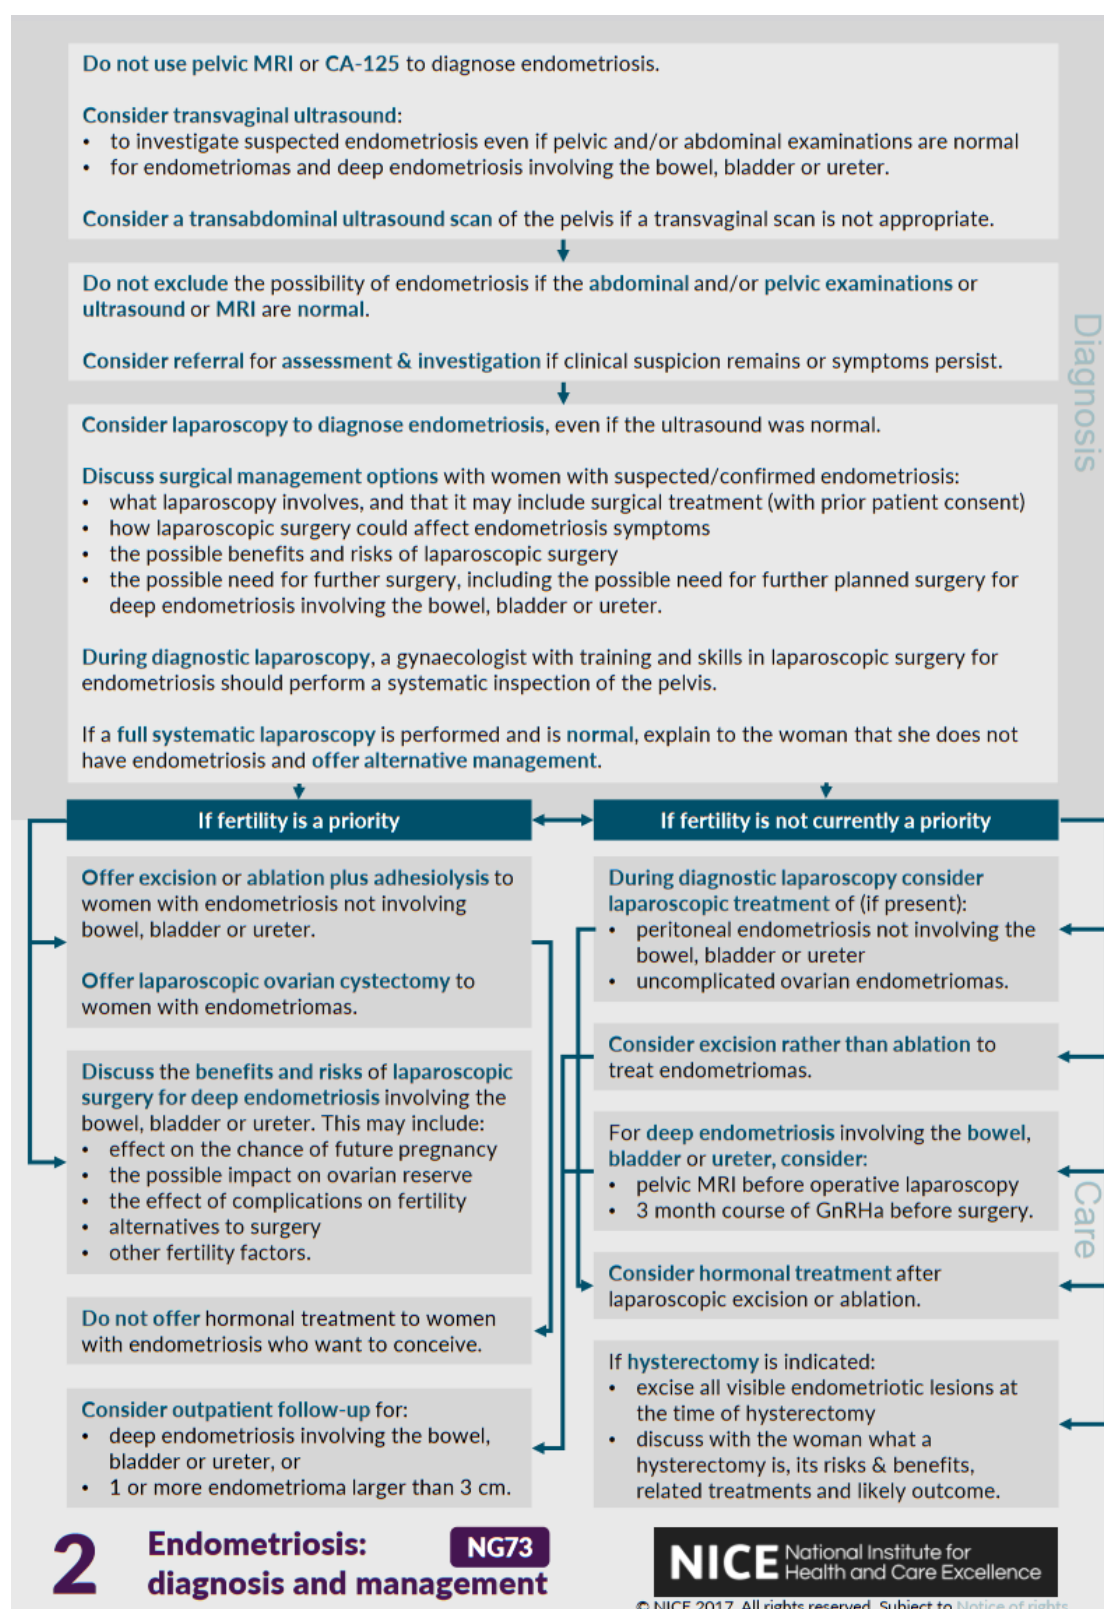 Do not use pelvic MRI or CA-125 to diagnose endometriosis.
Consider transvaginal ultrasound:
• to investigate suspected endometriosis even if pelvic and/or abdominal examinations are normal
• for endometriomas and deep endometriosis involving the bowel, bladder or ureter.
Consider a transabdominal ultrasound scan of the pelvis if a transvaginal scan is not appropriate.
Do not exclude the possibility of endometriosis if the abdominal and/or pelvic examinations or
ultrasound or MRI are normal.
Consider referral for assessment & investigation if clinical suspicion remains or symptoms persist.
Diagnosis
Consider laparoscopy to diagnose endometriosis, even if the ultrasound was normal.
Discuss surgical management options with women with suspected/confirmed endometriosis:
• what laparoscopy involves, and that it may include surgical treatment (with prior patient consent)
• how laparoscopic surgery could affect endometriosis symptoms
• the possible benefits and risks of laparoscopic surgery
• the possible need for further surgery, including the possible need for further planned surgery for
deep endometriosis involving the bowel, bladder or ureter.
During diagnostic laparoscopy, a gynaecologist with training and skills in laparoscopic surgery for
endometriosis should perform a systematic inspection of the pelvis.
If a full systematic laparoscopy is performed and is normal, explain to the woman that she does not
have endometriosis and offer alternative management.
If fertility is a priority
Offer excision or ablation plus adhesiolysis to
women with endometriosis not involving
bowel, bladder or ureter.
Offer laparoscopic ovarian cystectomy to
women with endometriomas.
Discuss the benefits and risks of laparoscopic
surgery for deep endometriosis involving the
bowel, bladder or ureter. This may include:
• effect on the chance of future pregnancy
• the possible impact on ovarian reserve
• the effect of complications on fertility
• alternatives to surgery
• other fertility factors.
Do not offer hormonal treatment to women
with endometriosis who want to conceive.
Consider outpatient follow-up for:
• deep endometriosis involving the bowel,
bladder or ureter, or
• 1 or more endometrioma larger than 3 cm.
If fertility is not currently a priority
During diagnostic laparoscopy consider
laparoscopic treatment of (if present):
• peritoneal endometriosis not involving the
bowel, bladder or ureter
• uncomplicated ovarian endometriomas.
Consider excision rather than ablation to
treat endometriomas.
For deep endometriosis involving the bowel,
bladder or ureter, consider:
• pelvic MRI before operative laparoscopy
• 3 month course of GnRHa before surgery.
Care
Consider hormonal treatment after
laparoscopic excision or ablation.
If hysterectomy is indicated:
• excise all visible endometriotic lesions at
the time of hysterectomy
• discuss with the woman what a
hysterectomy is, its risks & benefits,
related treatments and likely outcome.
2
Endometriosis:
diagnosis and management
NG73
NICE National Institute for
Health and Care Excellence
© NICE 2017. All rights reserved. Subject to Notice of rights